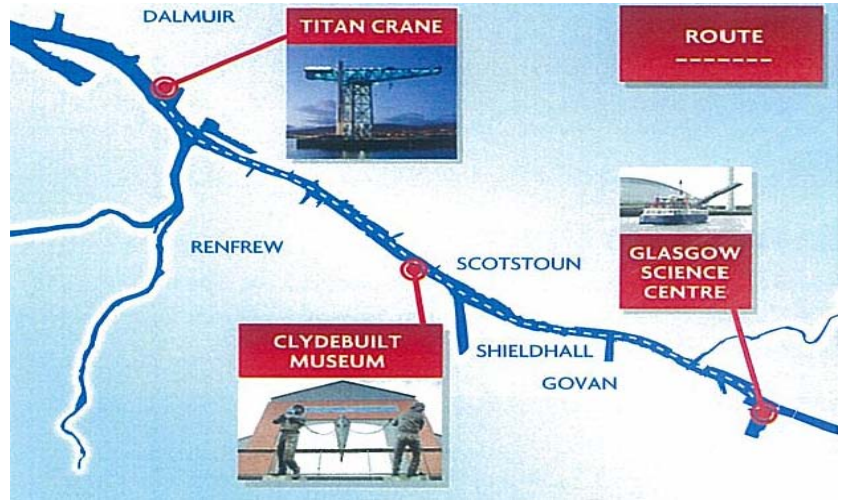 DALMUIR
TITAN CRANE
ROUTE
RENFREW
SCOTSTOUN
GLASGOW
SCIENCE
CENTRE
CLYDEBUILT
MUSEUM
SHIELDHALL
GOVAN